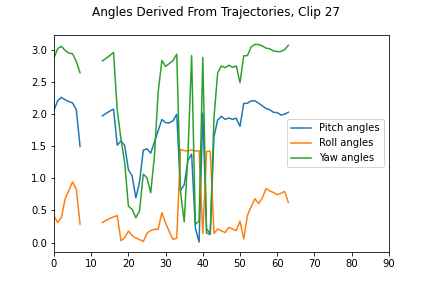 Angles Derived From Trajectories, Clip 27
3.0
2.5
2.0
1.5
1.0
0.5
0.0
Pitch angles
Roll angles
Yaw angles
0 10 20 30 40 50 60 70 80 90